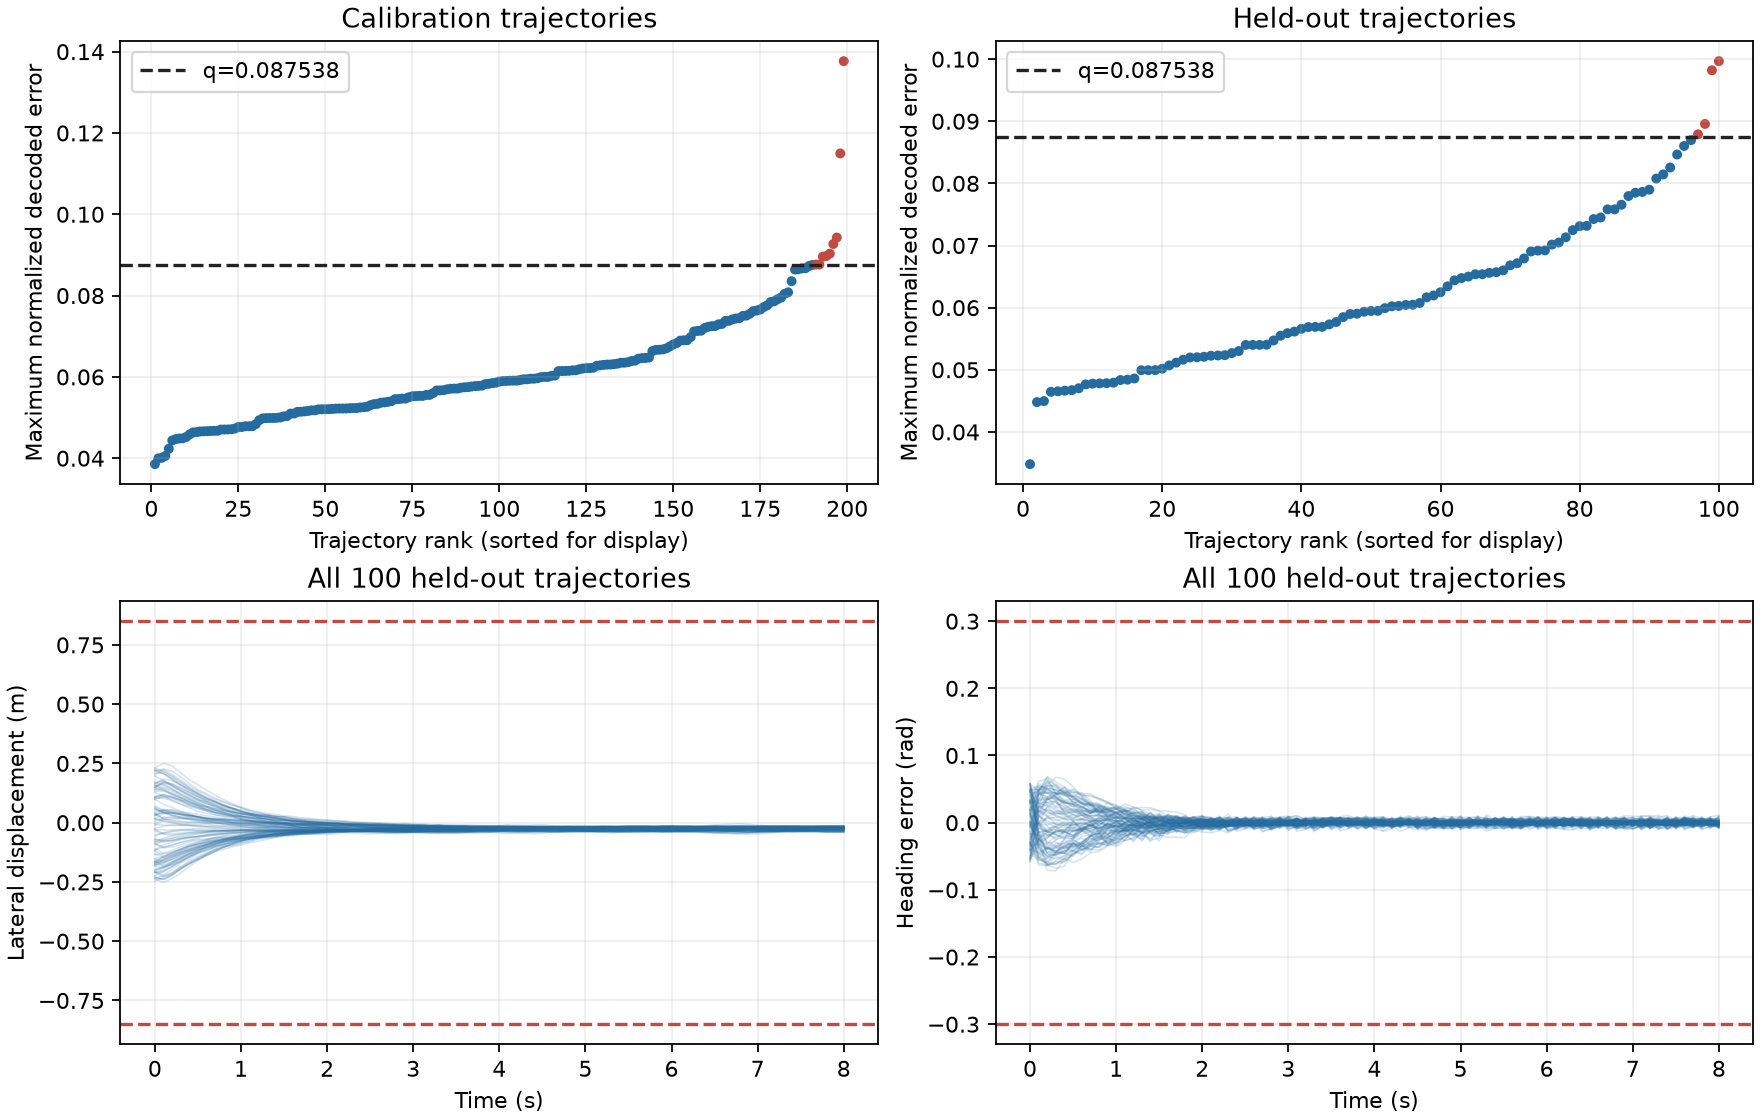 Calibration trajectories
Maximum normalized decoded error
0.14
0.12
0.10
0.08
0.06
0.04
q=0.087538
0 25 50 75 100 125 150 175 200
Trajectory rank (sorted for display)
Held-out trajectories
Maximum normalized decoded error
0.10
0.09
0.08
0.07
0.06
0.05
0.04
q=0.087538
0 20 40 60 80 100
Trajectory rank (sorted for display)
All 100 held-out trajectories
Lateral displacement (m)
0.75
0.50
0.25
0.00
−0.25
−0.50
−0.75
0 1 2 3 4 5 6 7 8
Time (s)
All 100 held-out trajectories
Heading error (rad)
0.3
0.2
0.1
0.0
−0.1
−0.2
−0.3
0 1 2 3 4 5 6 7 8
Time (s)